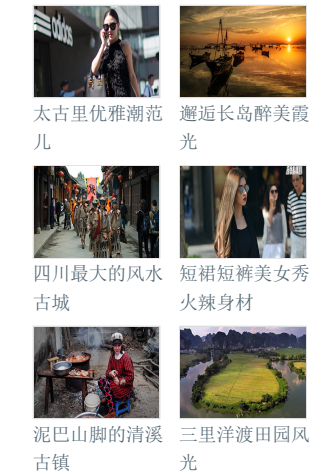 adidas
太古里优雅潮范
儿
邂逅长岛醉美霞
光
四川最大的风水
古城
短裙短裤美女秀
火辣身材
泥巴山脚的清溪
古镇
三里洋渡田园风
光